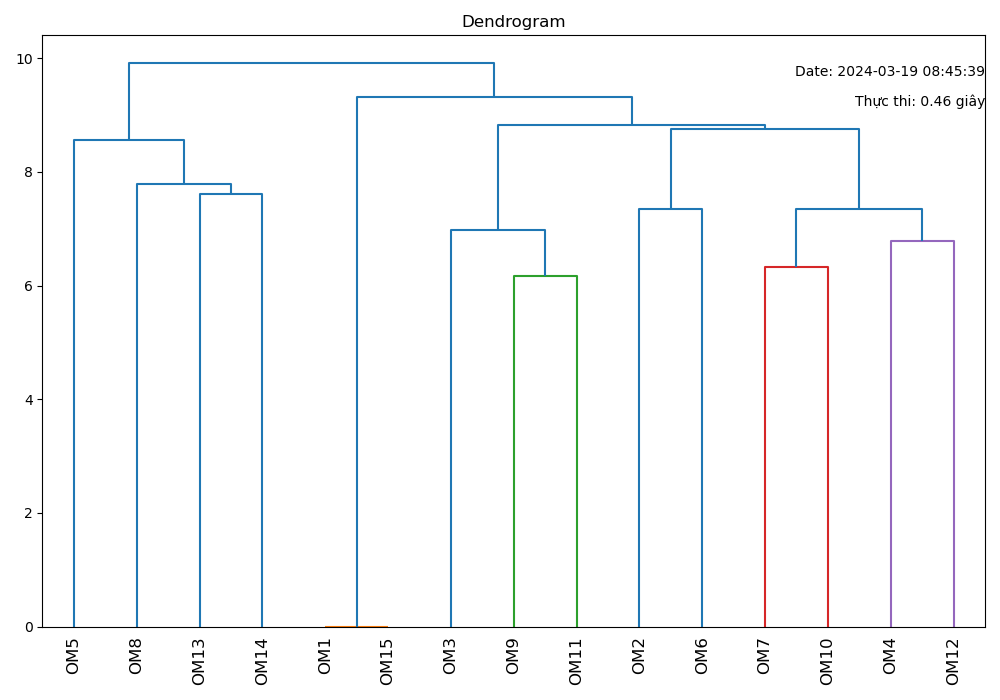 Dendrogram
10
Date: 2024-03-19 08:45:39
Thực thi: 0.46 giây
8
6
4
2
0
OM5
OM8
OM13
OM14
OM1
OM15
OM3
OM9
OM11
OM2
OM6
OM7
OM10
OM4
OM12